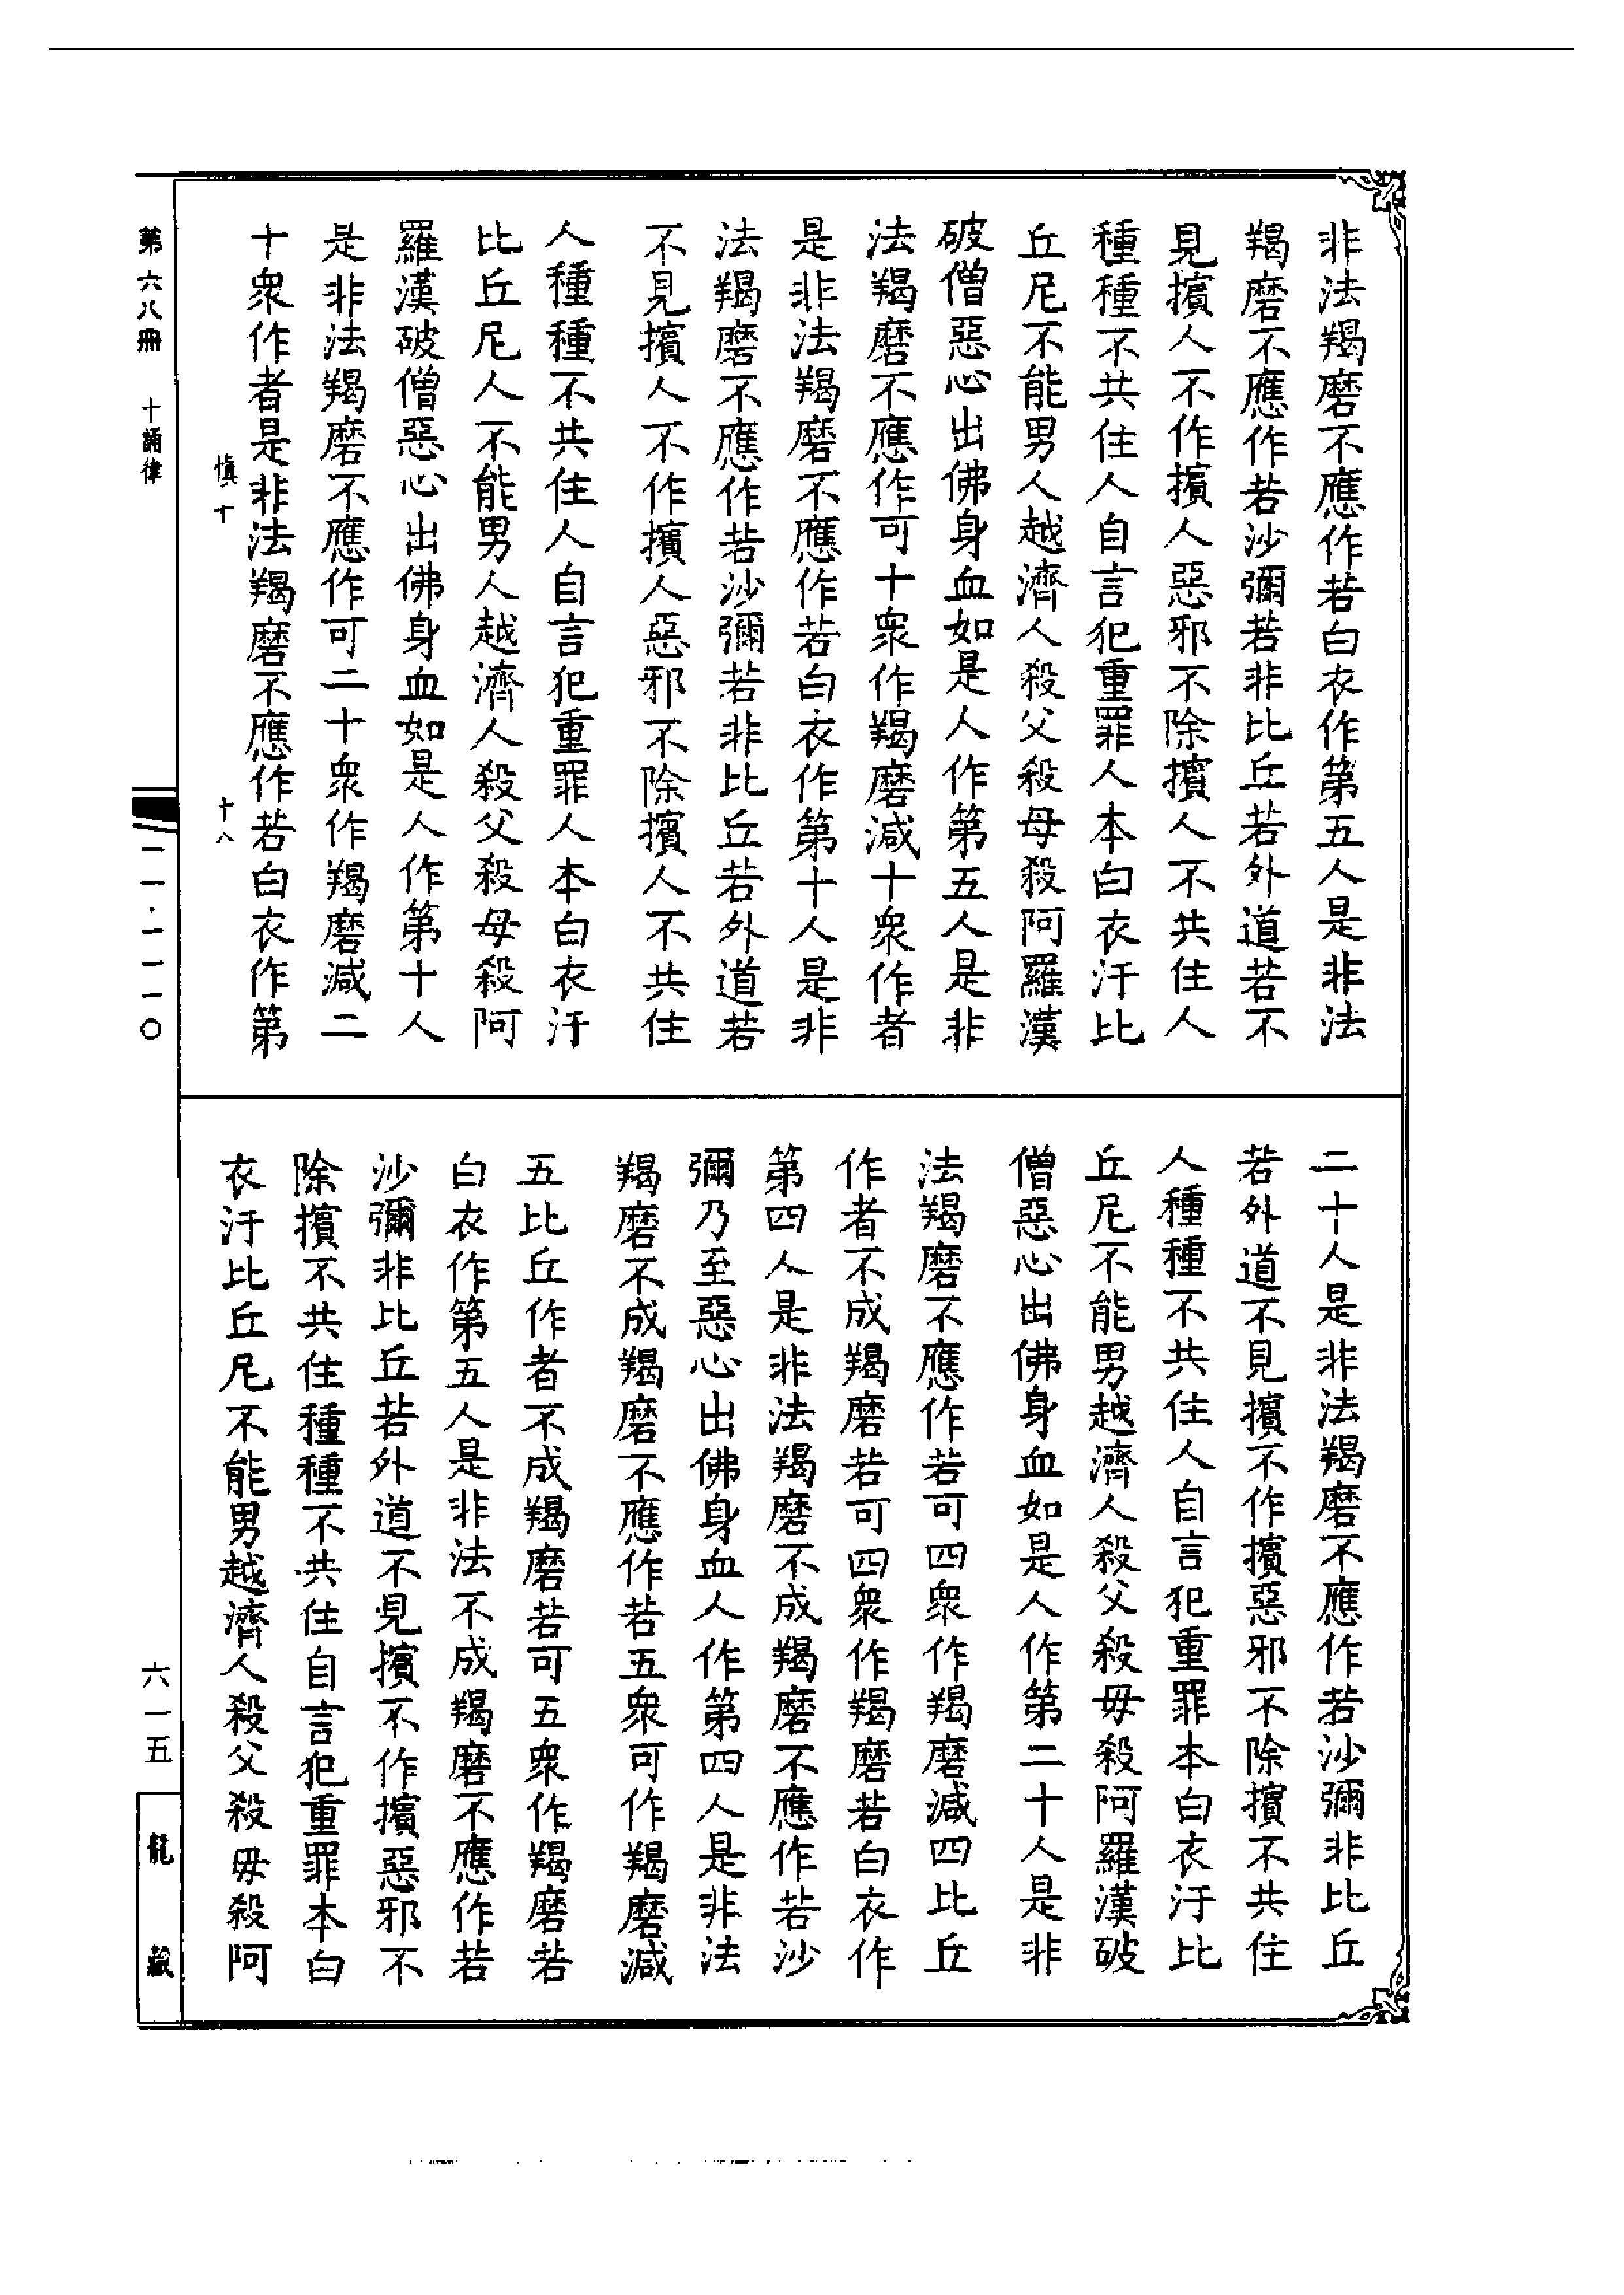 非法羯磨不應作若白衣作第五人是非法
羯磨不應作若沙彌若非比丘若外道若不
見擯人不作擯人惡邪不除擯人不共住人
種種不共住人自言犯重罪人本白衣汙比
丘尼不能男人越濟人殺父殺母殺阿羅漢
破僧惡心出佛身血如是人作第五人是非
法羯磨不應作可十衆作羯磨減十衆作者
是非法羯磨不應作若白衣作第十人是非
法羯磨不應作若沙彌若非比丘若外道若
不見擯人不作擯人惡邪不除擯人不共住
人種種不共住人自言犯重罪人本白衣汙
比丘尼人不能男人越濟人殺父殺母殺阿
羅漢破僧惡心出佛身血如是人作第十人
是非法羯磨不應作可二十衆作羯磨減二
十衆作者是非法羯磨不應作若白衣作第
慎十 十八
二十人是非法羯磨不應作若沙彌非比丘
若外道不見擯不作擯惡邪不除擯不共住
人種種不共住人自言犯重罪本白衣汙比
丘尼不能男越濟人殺父殺母殺阿羅漢破
僧惡心出佛身血如是人作第二十人是非
法羯磨不應作若可四衆作羯磨減四比丘
作者不成羯磨若可四衆作羯磨若白衣作
第四人是非法羯磨不成羯磨不應作若沙
彌乃至惡心出佛身血人作第四人是非法
羯磨不成羯磨不應作若五衆可作羯磨減
五比丘作者不成羯磨若可五衆作羯磨若
白衣作第五人是非法不成羯磨不應作若
沙彌非比丘若外道不見擯不作擯惡邪不
除擯不共住種種不共住自言犯重罪本白
衣汙比丘尼不能男越濟人殺父殺母殺阿
第六八冊 十誦律
二一·一一一〇
六一五
龍藏